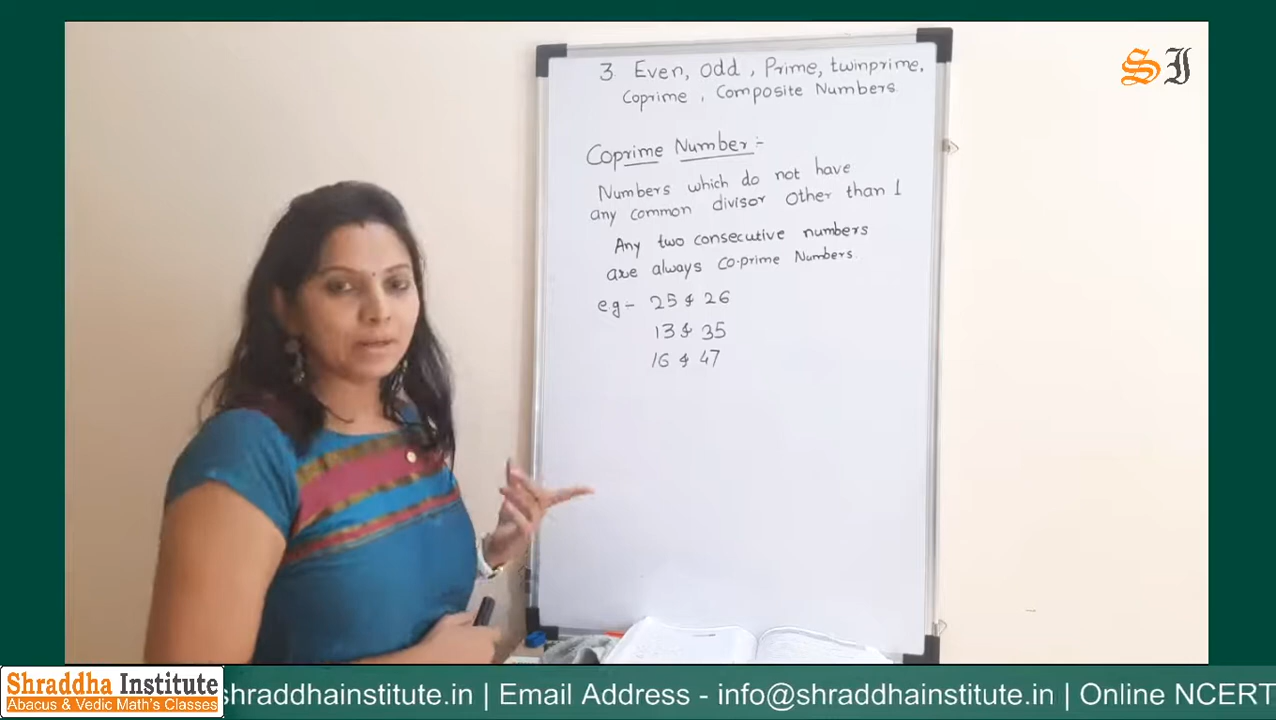 3. Even, odd, Prime, twinprime,
Coprime, Composite Numbers
SI
Coprime Number:-
Numbers which do not have
any common divisor other than 1
Any two consecutive numbers
are always Co-prime Numbers.
eg- 25 & 26
13 & 35
16 & 47
Shraddha Institute
Abacus & Vedic Math's Classes
shraddhainstitute.in | Email Address - info@shraddhainstitute.in | Online NCERT